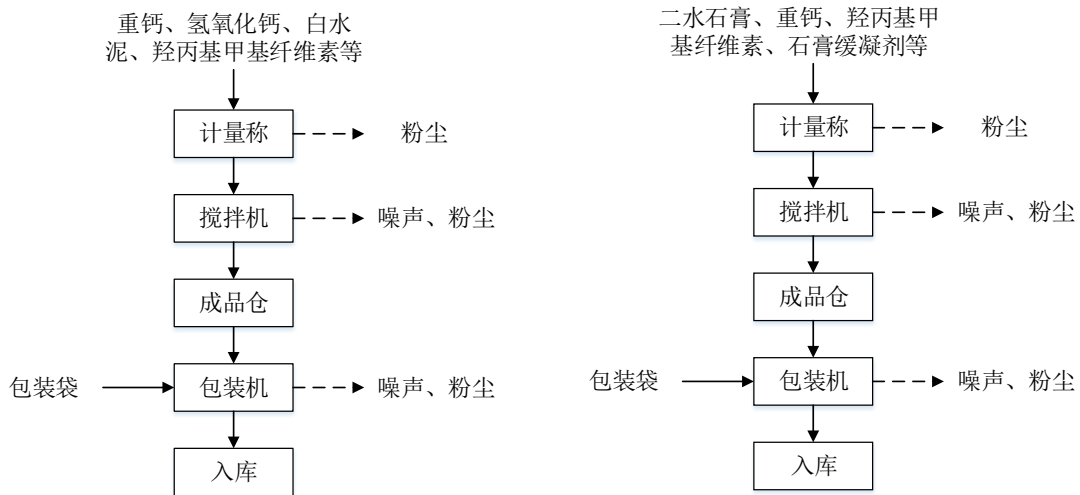 重钙、氢氧化钙、白水
泥、羟丙基甲基纤维素等
计量称
粉尘
搅拌机
噪声、粉尘
成品仓
包装袋
包装机
噪声、粉尘
入库
二水石膏、重钙、羟丙基甲
基纤维素、石膏缓凝剂等
计量称
粉尘
搅拌机
噪声、粉尘
成品仓
包装袋
包装机
噪声、粉尘
入库